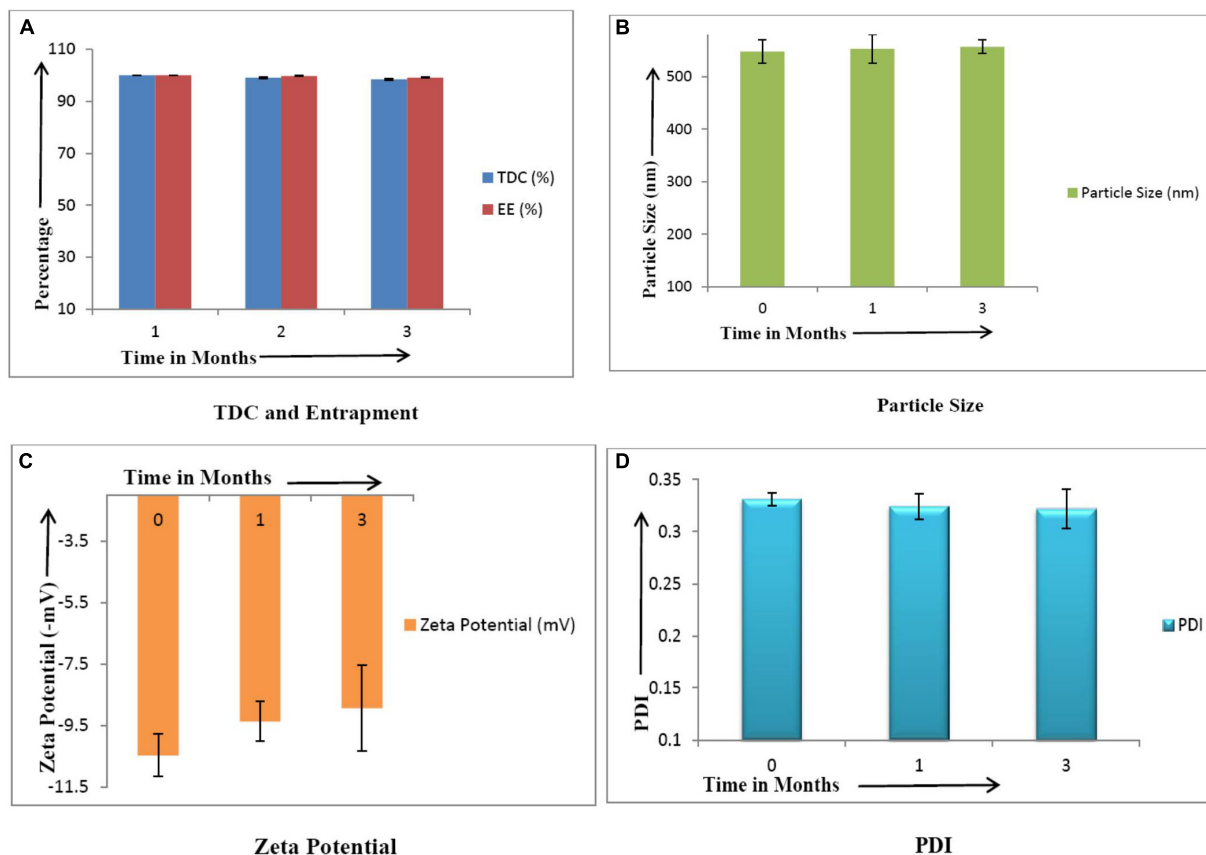 A
110
90
70
50
30
10
Percentage
1 2 3
Time in Months
TDC (%)
EE (%)
TDC and Entrapment
B
500
400
300
200
100
Particle Size (nm)
0 1 3
Time in Months
Particle Size (nm)
Particle Size
C
Time in Months
0 1 3
-3.5
-5.5
-7.5
-9.5
-11.5
Zeta Potential (-mV)
Zeta Potential (mV)
Zeta Potential
D
0.35
0.3
0.25
0.2
0.15
0.1
PDI
0 1 3
Time in Months
PDI
PDI